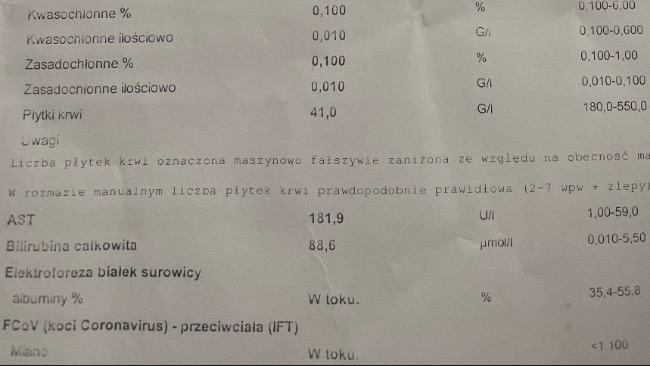 Kwasochłonne % 0,100 % 0,100-6,00
Kwasochłonne ilościowo 0,010 G/l 0,100-0,600
Zasadochłonne % 0,100 % 0,100-1,00
Zasadochłonne ilościowo 0,010 G/l 0,010-0,100
Płytki krwi 41,0 G/l 180,0-550,0
Uwagi
Liczba płytek krwi oznaczona maszynowo fałszywie zaniżona ze względu na obecność ma
W rozmazie manualnym liczba płytek krwi prawdopodobnie prawidłowa (2-7 wpw + zlepy)
AST 181,9 U/l 1,00-59,0
Bilirubina całkowita 88,6 µmol/l 0,010-5,50
Elektroforeza białek surowicy
albuminy % W toku. % 35,4-55,8
FCoV (koci Coronavirus) - przeciwciała (IFT)
Miano W toku. <1:100